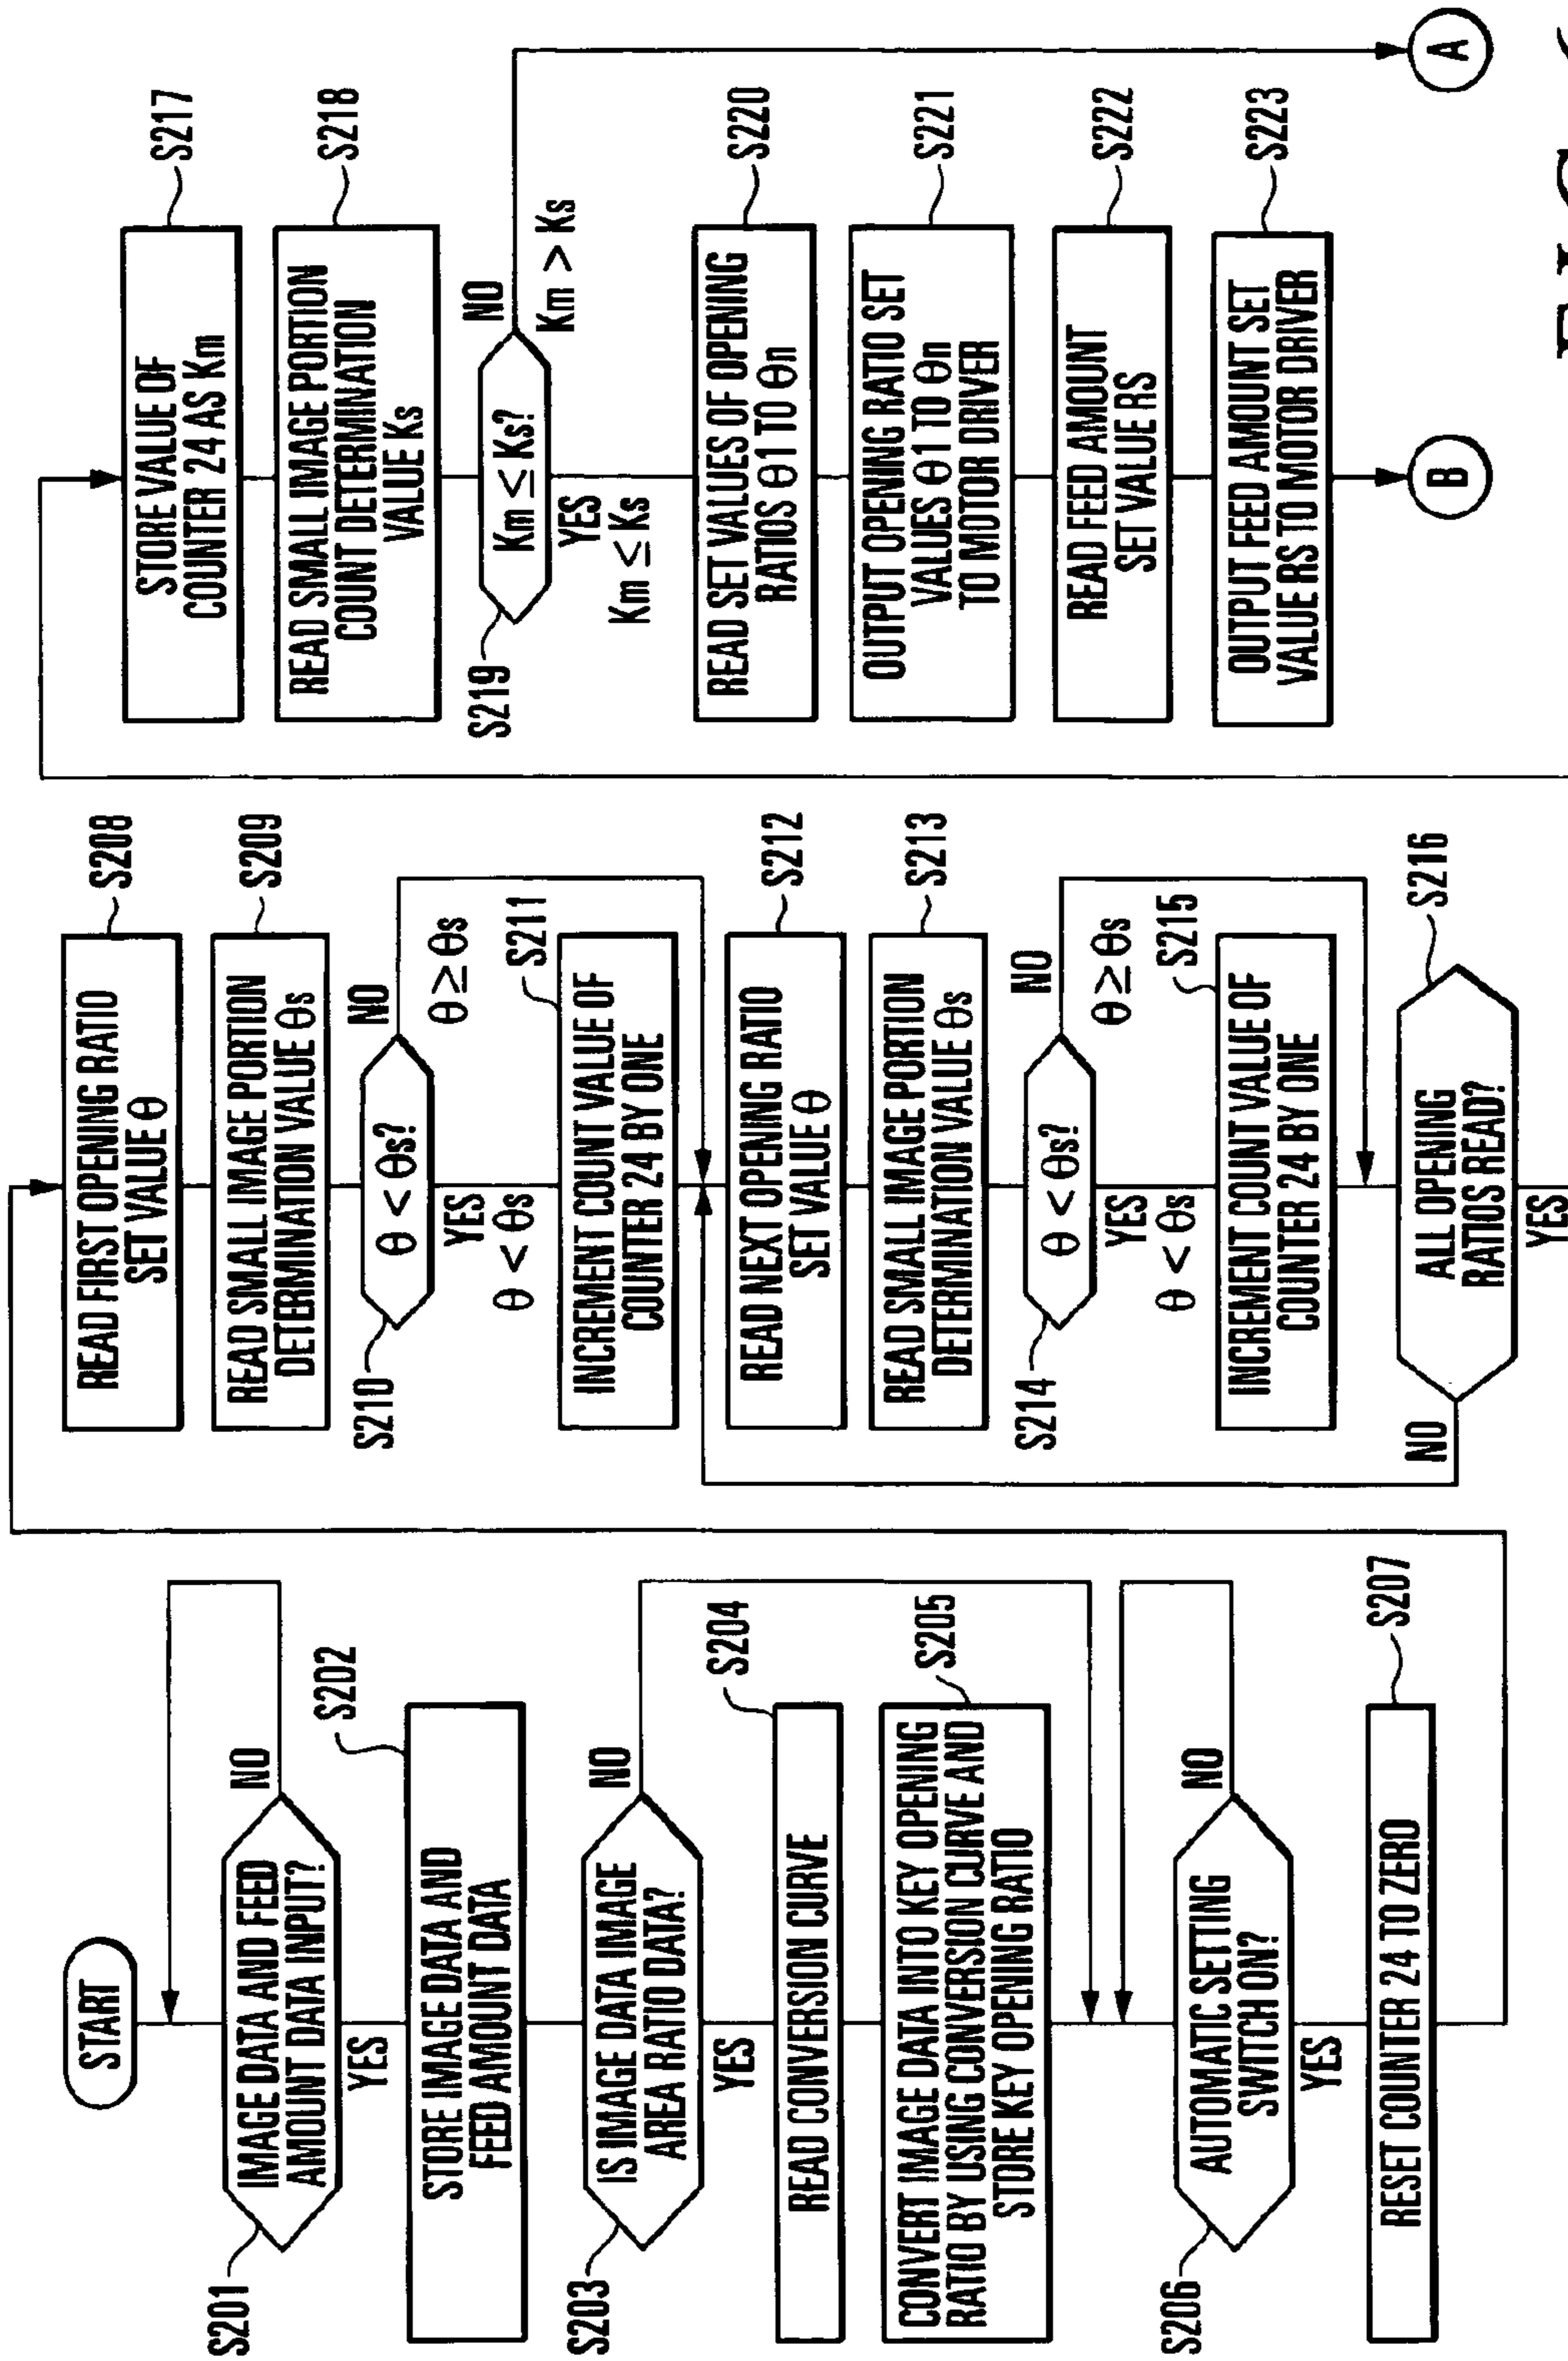 START
S201
IMAGE DATA AND FEED
AMOUNT DATA INPUT?
NO
YES
S202
STORE IMAGE DATA AND
FEED AMOUNT DATA
S203
IS IMAGE DATA IMAGE
AREA RATIO DATA?
NO
YES
S204
READ CONVERSION CURVE
S205
CONVERT IMAGE DATA INTO KEY OPENING
RATIO BY USING CONVERSION CURVE AND
STORE KEY OPENING RATIO
S206
AUTOMATIC SETTING
SWITCH ON?
NO
YES
S207
RESET COUNTER 24 TO ZERO
S208
READ FIRST OPENING RATIO
SET VALUE θ
S209
READ SMALL IMAGE PORTION
DETERMINATION VALUE θs
S210
θ < θs?
NO
θ ≥ θs
YES
θ < θs
S211
INCREMENT COUNT VALUE OF
COUNTER 24 BY ONE
S212
READ NEXT OPENING RATIO
SET VALUE θ
S213
READ SMALL IMAGE PORTION
DETERMINATION VALUE θs
S214
θ < θs?
NO
θ ≥ θs
YES
θ < θs
S215
INCREMENT COUNT VALUE OF
COUNTER 24 BY ONE
S216
ALL OPENING
RATIOS READ?
NO
YES
S217
STORE VALUE OF
COUNTER 24 AS Km
S218
READ SMALL IMAGE PORTION
COUNT DETERMINATION
VALUE Ks
S219
Km ≤ Ks?
NO
Km > Ks
YES
Km ≤ Ks
S220
READ SET VALUES OF OPENING
RATIOS θ1 TO θn
S221
OUTPUT OPENING RATIO SET
VALUES θ1 TO θn
TO MOTOR DRIVER
S222
READ FEED AMOUNT
SET VALUE RS
S223
OUTPUT FEED AMOUNT SET
VALUE RS TO MOTOR DRIVER
A
B